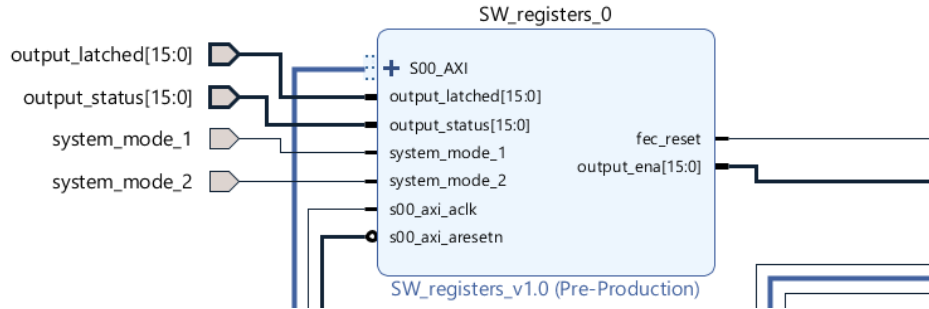 SW_registers_0
output_latched[15:0]
output_status[15:0]
system_mode_1
system_mode_2
S00_AXI
output_latched[15:0]
output_status[15:0]
system_mode_1
system_mode_2
s00_axi_aclk
s00_axi_aresetn
fec_reset
output_ena[15:0]
SW_registers_v1.0 (Pre-Production)